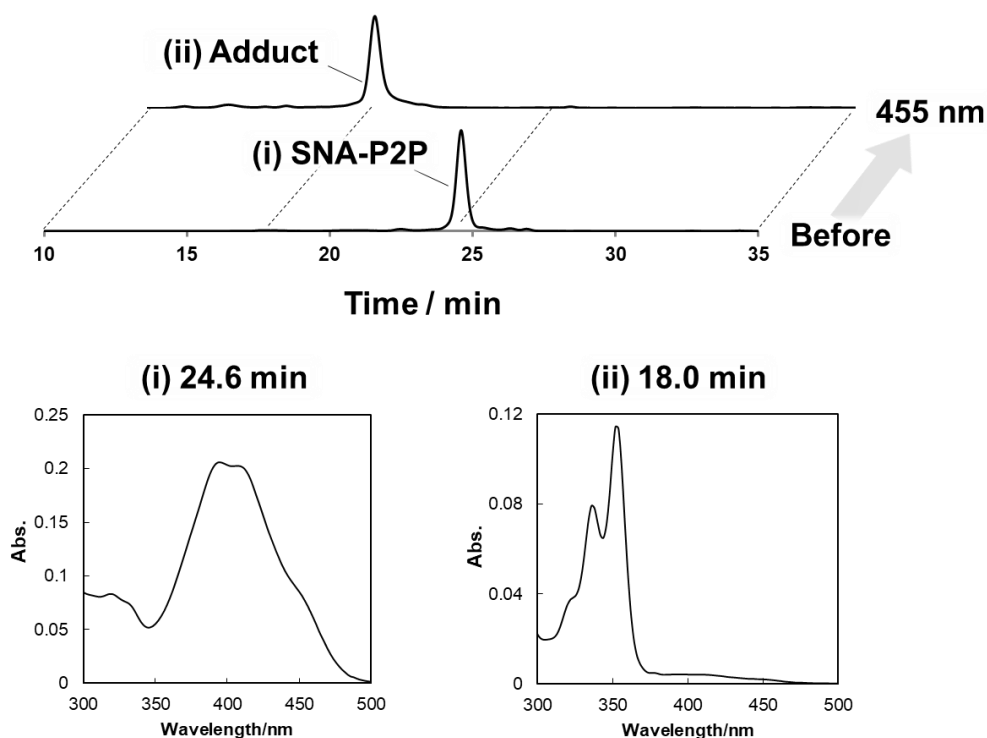 (ii) Adduct
455 nm
(i) SNA-P2P
Before
10 15 20 25 30 35
Time / min
(i) 24.6 min
0.25
0.2
0.15
0.1
0.05
0
Abs.
300 350 400 450 500
Wavelength/nm
(ii) 18.0 min
0.12
0.08
0.04
0
Abs.
300 350 400 450 500
Wavelength/nm